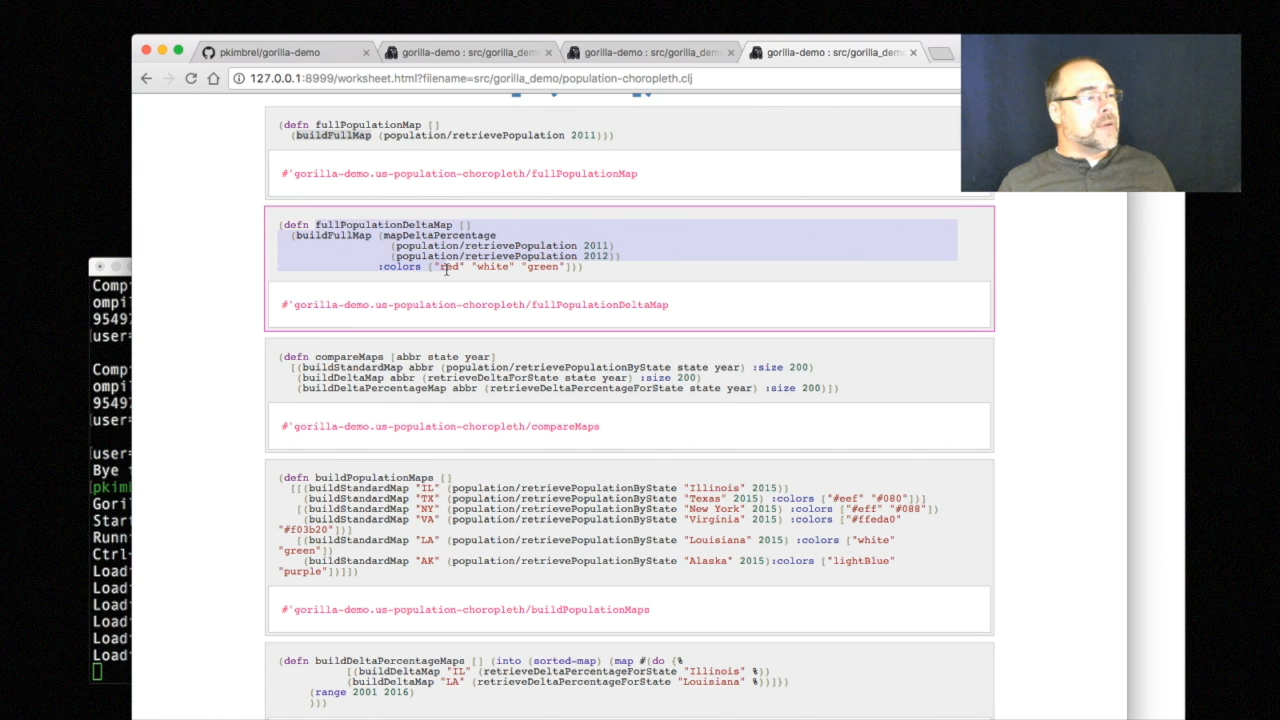 pkimbrel/gorilla-demo
gorilla-demo : src/gorilla_demo
gorilla-demo : src/gorilla_demo
gorilla-demo : src/gorilla_demo
127.0.0.1:8999/worksheet.html?filename=src/gorilla_demo/population-choropleth.clj
(defn fullPopulationMap []
(buildFullMap (population/retrievePopulation 2011)))
#'gorilla-demo.us-population-choropleth/fullPopulationMap
(defn fullPopulationDeltaMap []
(buildFullMap (mapDeltaPercentage
(population/retrievePopulation 2011)
(population/retrievePopulation 2012))
:colors ["red" "white" "green"]))
#'gorilla-demo.us-population-choropleth/fullPopulationDeltaMap
(defn compareMaps [abbr state year]
[(buildStandardMap abbr (population/retrievePopulationByState state year) :size 200)
(buildDeltaMap abbr (retrieveDeltaForState state year) :size 200)
(buildDeltaPercentageMap abbr (retrieveDeltaPercentageForState state year) :size 200)])
#'gorilla-demo.us-population-choropleth/compareMaps
(defn buildPopulationMaps []
[[(buildStandardMap "IL" (population/retrievePopulationByState "Illinois" 2015))
(buildStandardMap "TX" (population/retrievePopulationByState "Texas" 2015) :colors ["#eef" "#080"])]
[(buildStandardMap "NY" (population/retrievePopulationByState "New York" 2015) :colors ["#eff" "#088"])
(buildStandardMap "VA" (population/retrievePopulationByState "Virginia" 2015) :colors ["#ffeda0"
"#f03b20"])]
[(buildStandardMap "LA" (population/retrievePopulationByState "Louisiana" 2015) :colors ["white"
"green"])
(buildStandardMap "AK" (population/retrievePopulationByState "Alaska" 2015):colors ["lightBlue"
"purple"])]])
#'gorilla-demo.us-population-choropleth/buildPopulationMaps
(defn buildDeltaPercentageMaps [] (into (sorted-map) (map #(do {%
[(buildDeltaMap "IL" (retrieveDeltaPercentageForState "Illinois" %))
(buildDeltaMap "LA" (retrieveDeltaPercentageForState "Louisiana" %))]})
(range 2001 2016)
)))
Comp
ompil
9549
user=
Comp
ompil
9549
user=
user=
Bye
pkim
Gori
Star
Runn
Ctrl-
Load
Load
Load
Load
Load
Load